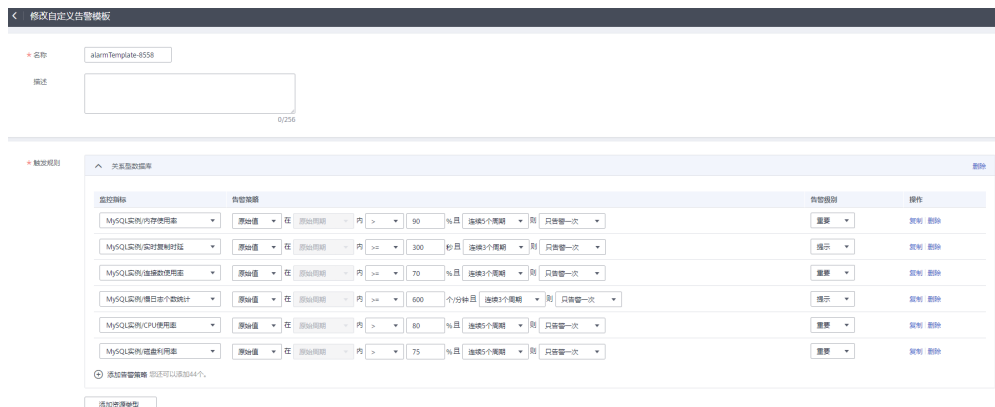 修改自定义告警模板
* 名称 alarmTemplate-8558
描述
0/256
* 触发规则 关系型数据库 删除
监控指标 告警策略 告警级别 操作
MySQL实例/内存使用率 原始值 在 原始周期 内 > 90 %且 连续5个周期 则 只告警一次 重要 复制 删除
MySQL实例/实时复制时延 原始值 在 原始周期 内 >= 300 秒且 连续3个周期 则 只告警一次 提示 复制 删除
MySQL实例/连接数使用率 原始值 在 原始周期 内 >= 70 %且 连续3个周期 则 只告警一次 重要 复制 删除
MySQL实例/慢日志个数统计 原始值 在 原始周期 内 >= 600 个/分钟且 连续3个周期 则 只告警一次 提示 复制 删除
MySQL实例/CPU使用率 原始值 在 原始周期 内 > 80 %且 连续5个周期 则 只告警一次 重要 复制 删除
MySQL实例/磁盘利用率 原始值 在 原始周期 内 > 75 %且 连续5个周期 则 只告警一次 重要 复制 删除
添加告警策略 您还可以添加44个。
添加资源类型